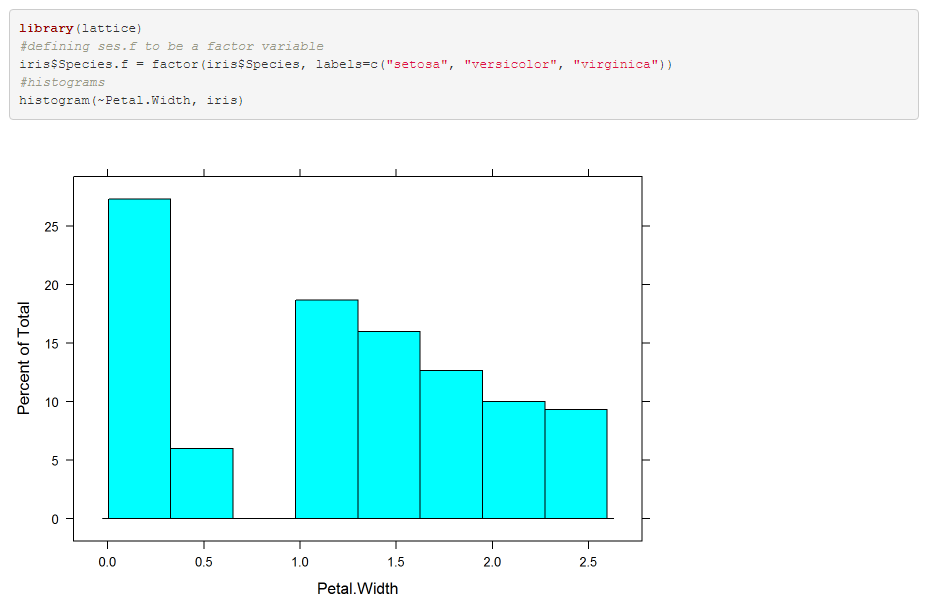 library(lattice)
#defining ses.f to be a factor variable
iris$Species.f = factor(iris$Species, labels=c("setosa", "versicolor", "virginica"))
#histograms
histogram(~Petal.Width, iris)
25
20
15
10
5
0
Percent of Total
0.0 0.5 1.0 1.5 2.0 2.5
Petal.Width